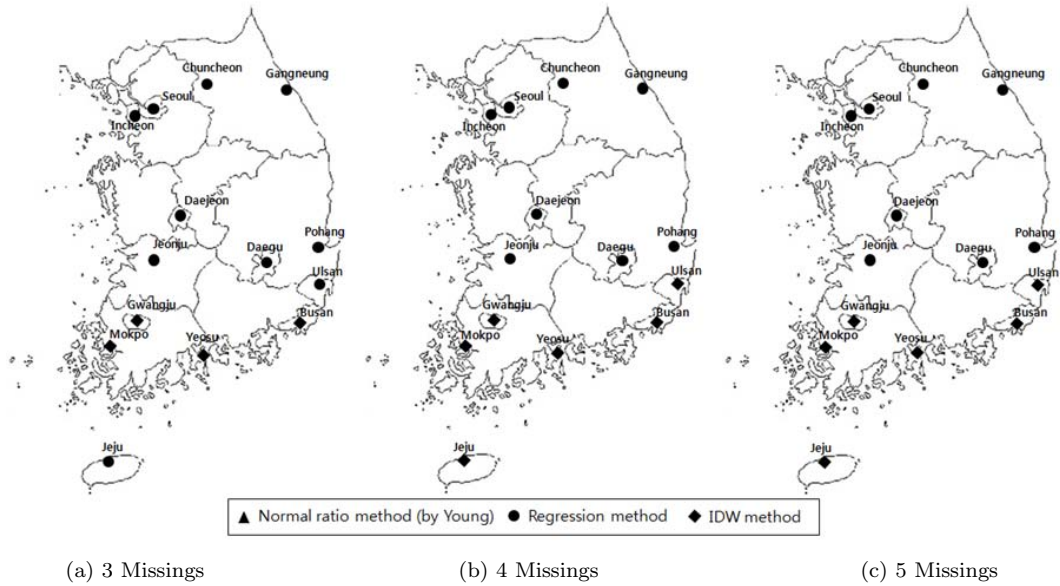 Chuncheon
Gangneung
Seoul
Incheon
Daejeon
Jeonju
Daegu
Pohang
Ulsan
Gwangju
Busan
Mokpo
Yeosu
Jeju
Chuncheon
Gangneung
Seoul
Incheon
Daejeon
Jeonju
Daegu
Pohang
Ulsan
Gwangju
Busan
Mokpo
Yeosu
Jeju
Chuncheon
Gangneung
Seoul
Incheon
Daejeon
Jeonju
Daegu
Pohang
Ulsan
Gwangju
Busan
Mokpo
Yeosu
Jeju
▲ Normal ratio method (by Young) ● Regression method ◆ IDW method
(a) 3 Missings (b) 4 Missings (c) 5 Missings